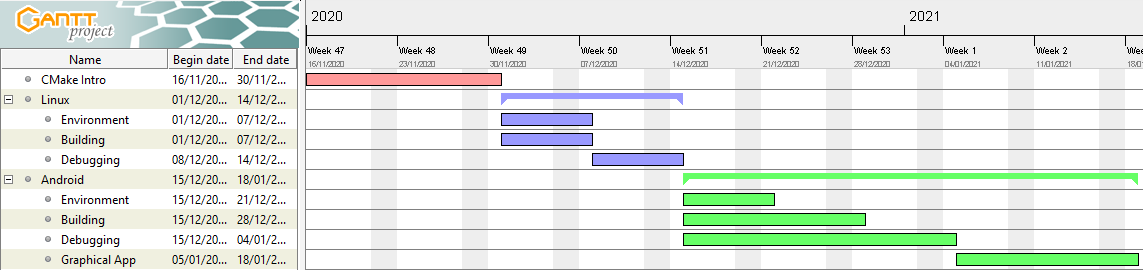 GANTT
project
2020
2021
Week 47
Week 48
Week 49
Week 50
Week 51
Week 52
Week 53
Week 1
Week 2
16/11/2020
23/11/2020
30/11/2020
07/12/2020
14/12/2020
21/12/2020
28/12/2020
04/01/2021
11/01/2021
18/0
Name Begin date End date
CMake Intro 16/11/20... 30/11/2...
Linux 01/12/20... 14/12/2...
Environment 01/12/20... 07/12/2...
Building 01/12/20... 07/12/2...
Debugging 08/12/20... 14/12/2...
Android 15/12/20... 18/01/2...
Environment 15/12/20... 21/12/2...
Building 15/12/20... 28/12/2...
Debugging 15/12/20... 04/01/2...
Graphical App 05/01/20... 18/01/2...